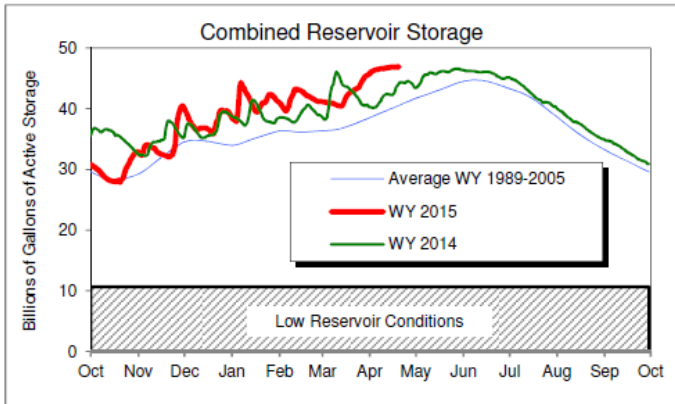 Combined Reservoir Storage
Billions of Gallons of Active Storage
50
40
30
20
10
0
Average WY 1989-2005
WY 2015
WY 2014
Low Reservoir Conditions
Oct Nov Dec Jan Feb Mar Apr May Jun Jul Aug Sep Oct